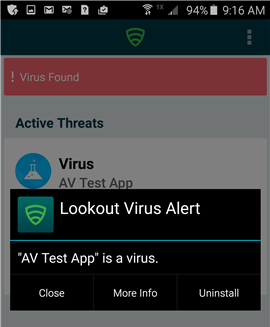 1X 94% 9:16 AM
! Virus Found
Active Threats
Virus
AV Test App
Lookout Virus Alert
"AV Test App" is a virus.
Close More Info Uninstall